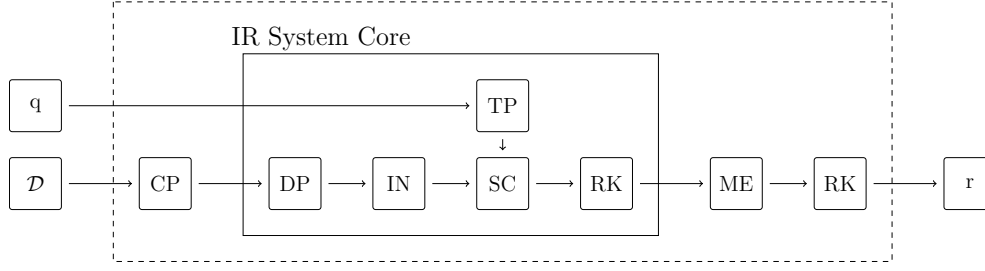 IR System Core
q
TP
𝒟
CP
DP
IN
SC
RK
ME
RK
r